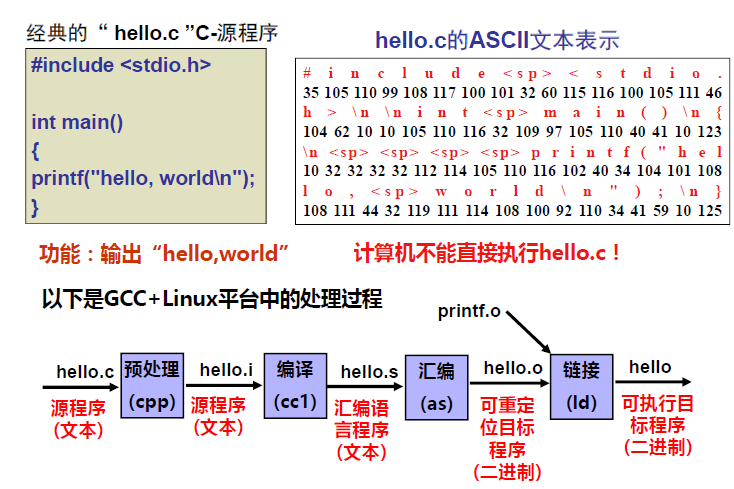 经典的“ hello.c ”C-源程序
#include <stdio.h>
int main()
{
printf("hello, world\n");
}
hello.c的ASCII文本表示
# i n c l u d e <sp> < s t d i o .
35 105 110 99 108 117 100 101 32 60 115 116 100 105 111 46
h > \n \n i n t <sp> m a i n ( ) \n {
104 62 10 10 105 110 116 32 109 97 105 110 40 41 10 123
\n <sp> <sp> <sp> <sp> p r i n t f ( " h e l
10 32 32 32 32 112 114 105 110 116 102 40 34 104 101 108
l o , <sp> w o r l d \ n " ) ; \n }
108 111 44 32 119 111 114 108 100 92 110 34 41 59 10 125
功能：输出“hello,world”
计算机不能直接执行hello.c！
以下是GCC+Linux平台中的处理过程
printf.o
hello.c
源程序
(文本)
预处理
(cpp)
hello.i
源程序
(文本)
编译
(cc1)
hello.s
汇编语
言程序
(文本)
汇编
(as)
hello.o
可重定
位目标
程序
(二进制)
链接
(ld)
hello
可执行目
标程序
(二进制)